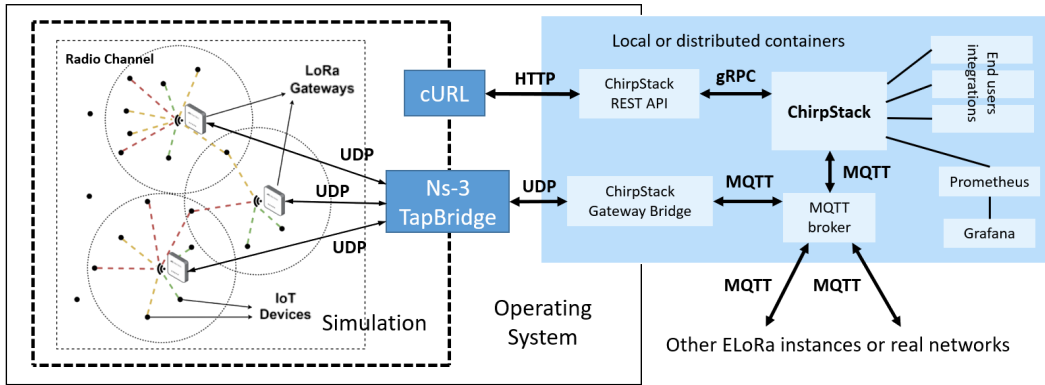 Radio Channel
LoRa
Gateways
UDP
UDP
UDP
IoT
Devices
Simulation
cURL
Ns-3
TapBridge
Operating
System
HTTP
UDP
Local or distributed containers
ChirpStack
REST API
gRPC
ChirpStack
End users
integrations
ChirpStack
Gateway Bridge
MQTT
MQTT
MQTT
broker
Prometheus
Grafana
MQTT
MQTT
Other ELoRa instances or real networks